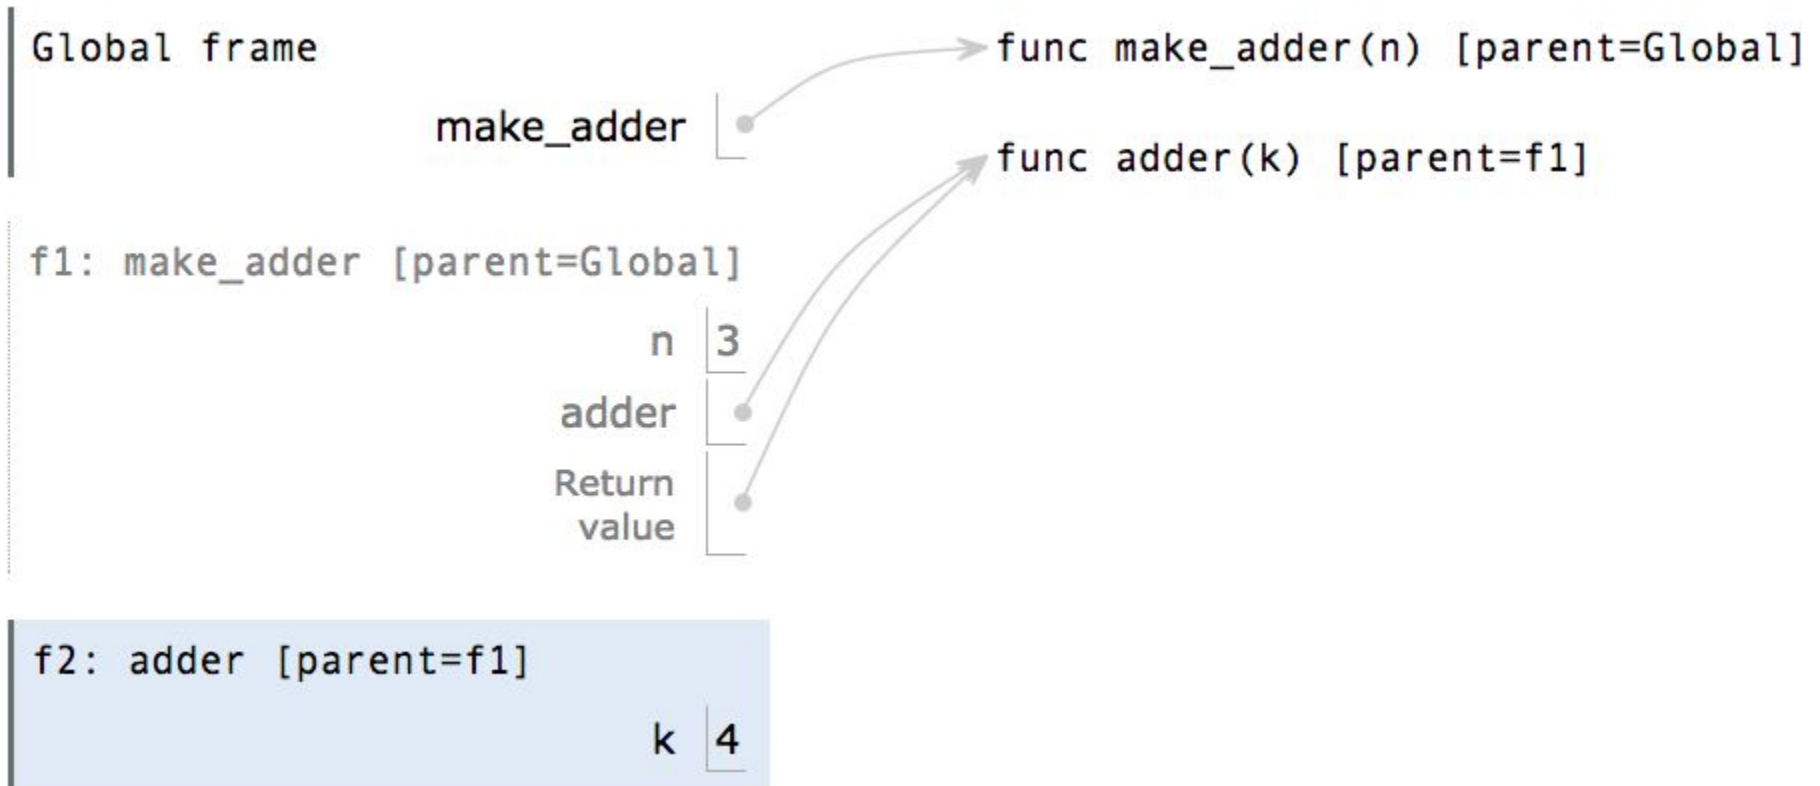 Global frame
make_adder
func make_adder(n) [parent=Global]
func adder(k) [parent=f1]
f1: make_adder [parent=Global]
n 3
adder
Return
value
f2: adder [parent=f1]
k 4